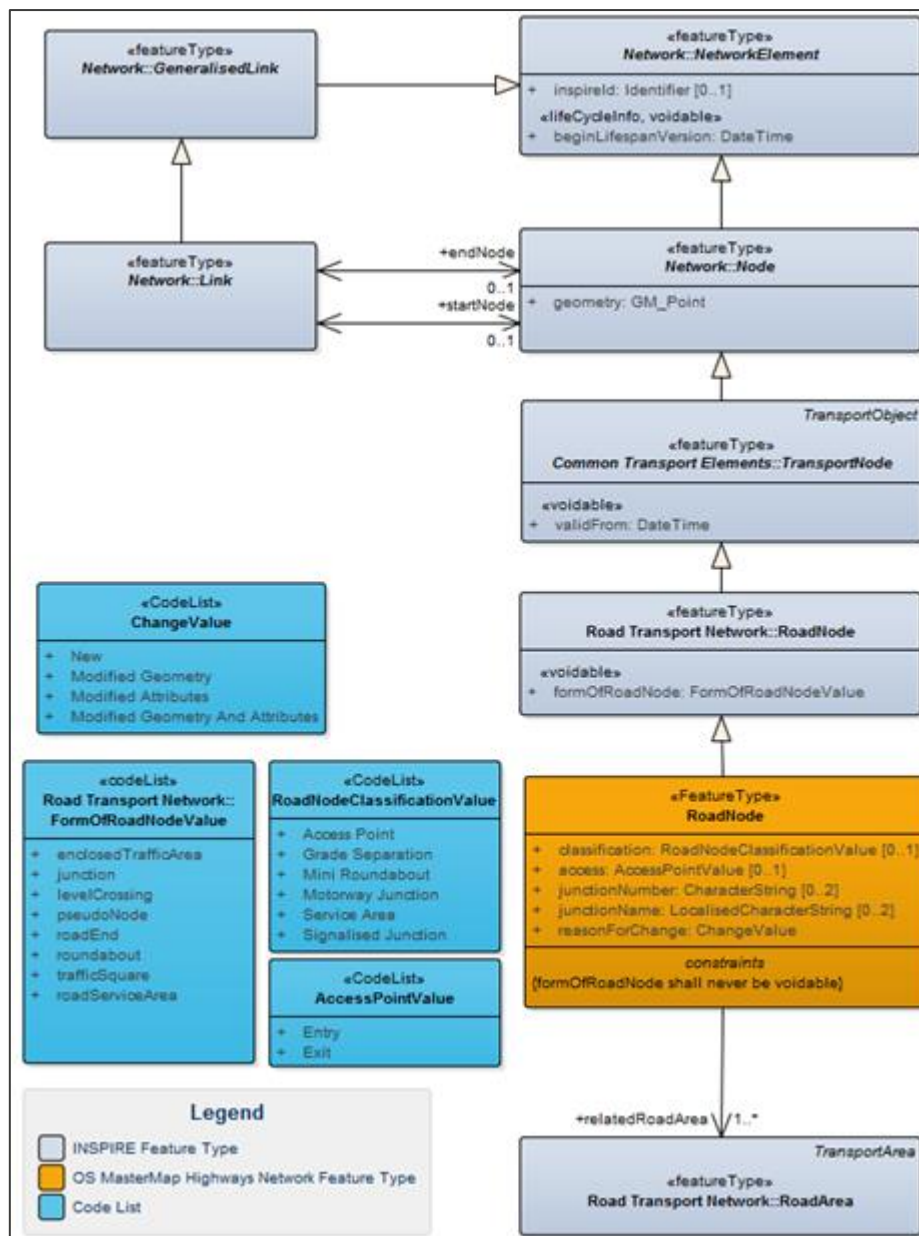 «featureType»
Network::GeneralisedLink
«featureType»
Network::NetworkElement
+ inspireId: Identifier [0..1]
«lifeCycleInfo, voidable»
+ beginLifespanVersion: DateTime
«featureType»
Network::Link
+endNode
0..1
+startNode
0..1
«featureType»
Network::Node
+ geometry: GM_Point
TransportObject
«featureType»
Common Transport Elements::TransportNode
«voidable»
+ validFrom: DateTime
«CodeList»
ChangeValue
+ New
+ Modified Geometry
+ Modified Attributes
+ Modified Geometry And Attributes
«featureType»
Road Transport Network::RoadNode
«voidable»
+ formOfRoadNode: FormOfRoadNodeValue
«codeList»
Road Transport Network::
FormOfRoadNodeValue
+ enclosedTrafficArea
+ junction
+ levelCrossing
+ pseudoNode
+ roadEnd
+ roundabout
+ trafficSquare
+ roadServiceArea
«CodeList»
RoadNodeClassificationValue
+ Access Point
+ Grade Separation
+ Mini Roundabout
+ Motorway Junction
+ Service Area
+ Signalised Junction
«CodeList»
AccessPointValue
+ Entry
+ Exit
«FeatureType»
RoadNode
+ classification: RoadNodeClassificationValue [0..1]
+ access: AccessPointValue [0..1]
+ junctionNumber: CharacterString [0..2]
+ junctionName: LocalisedCharacterString [0..2]
+ reasonForChange: ChangeValue
constraints
{formOfRoadNode shall never be voidable}
+relatedRoadArea
1..*
TransportArea
«featureType»
Road Transport Network::RoadArea
Legend
INSPIRE Feature Type
OS MasterMap Highways Network Feature Type
Code List